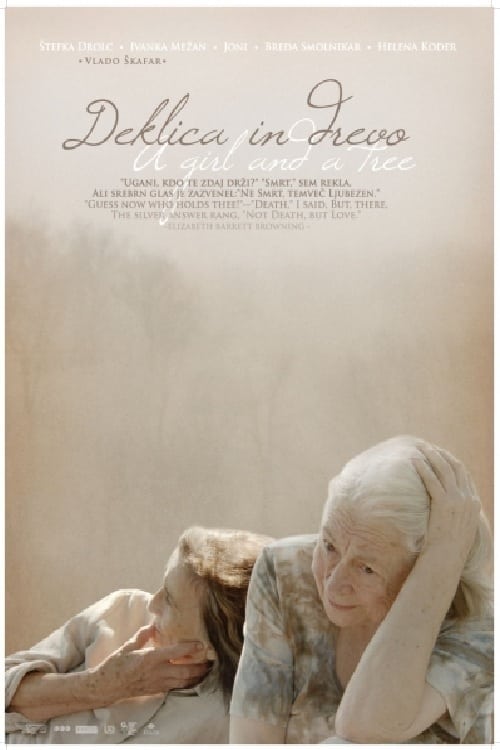 Štefka Drolc • Ivanka Mežan • Joni • Breda Smolnikar • Helena Koder
• Vlado Škafar •
Deklica in drevo
A girl and a Tree
"Ugani, kdo te zdaj drži?" "Smrt," sem rekla.
Ali srebrn glas je zazvenel: "Ne Smrt, temveč Ljubezen."
"Guess now who holds thee!"—"Death," I said. But, there,
The silver answer rang, "Not Death, but Love."
- Elizabeth Barrett Browning -